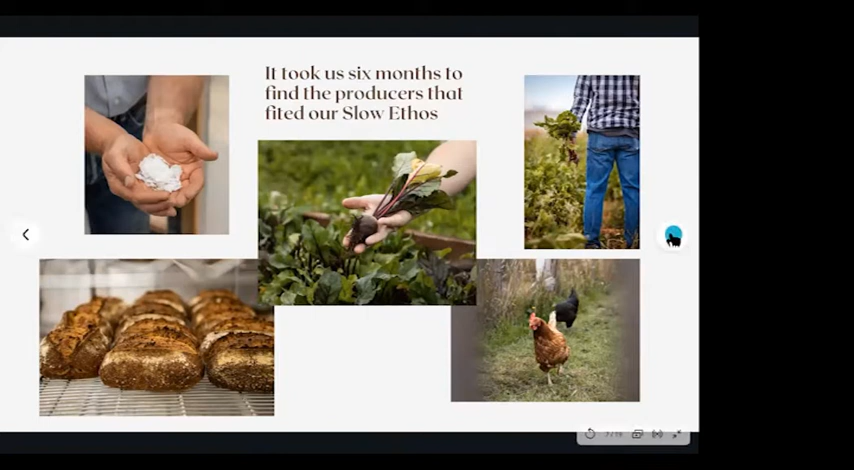 It took us six months to
find the producers that
fited our Slow Ethos